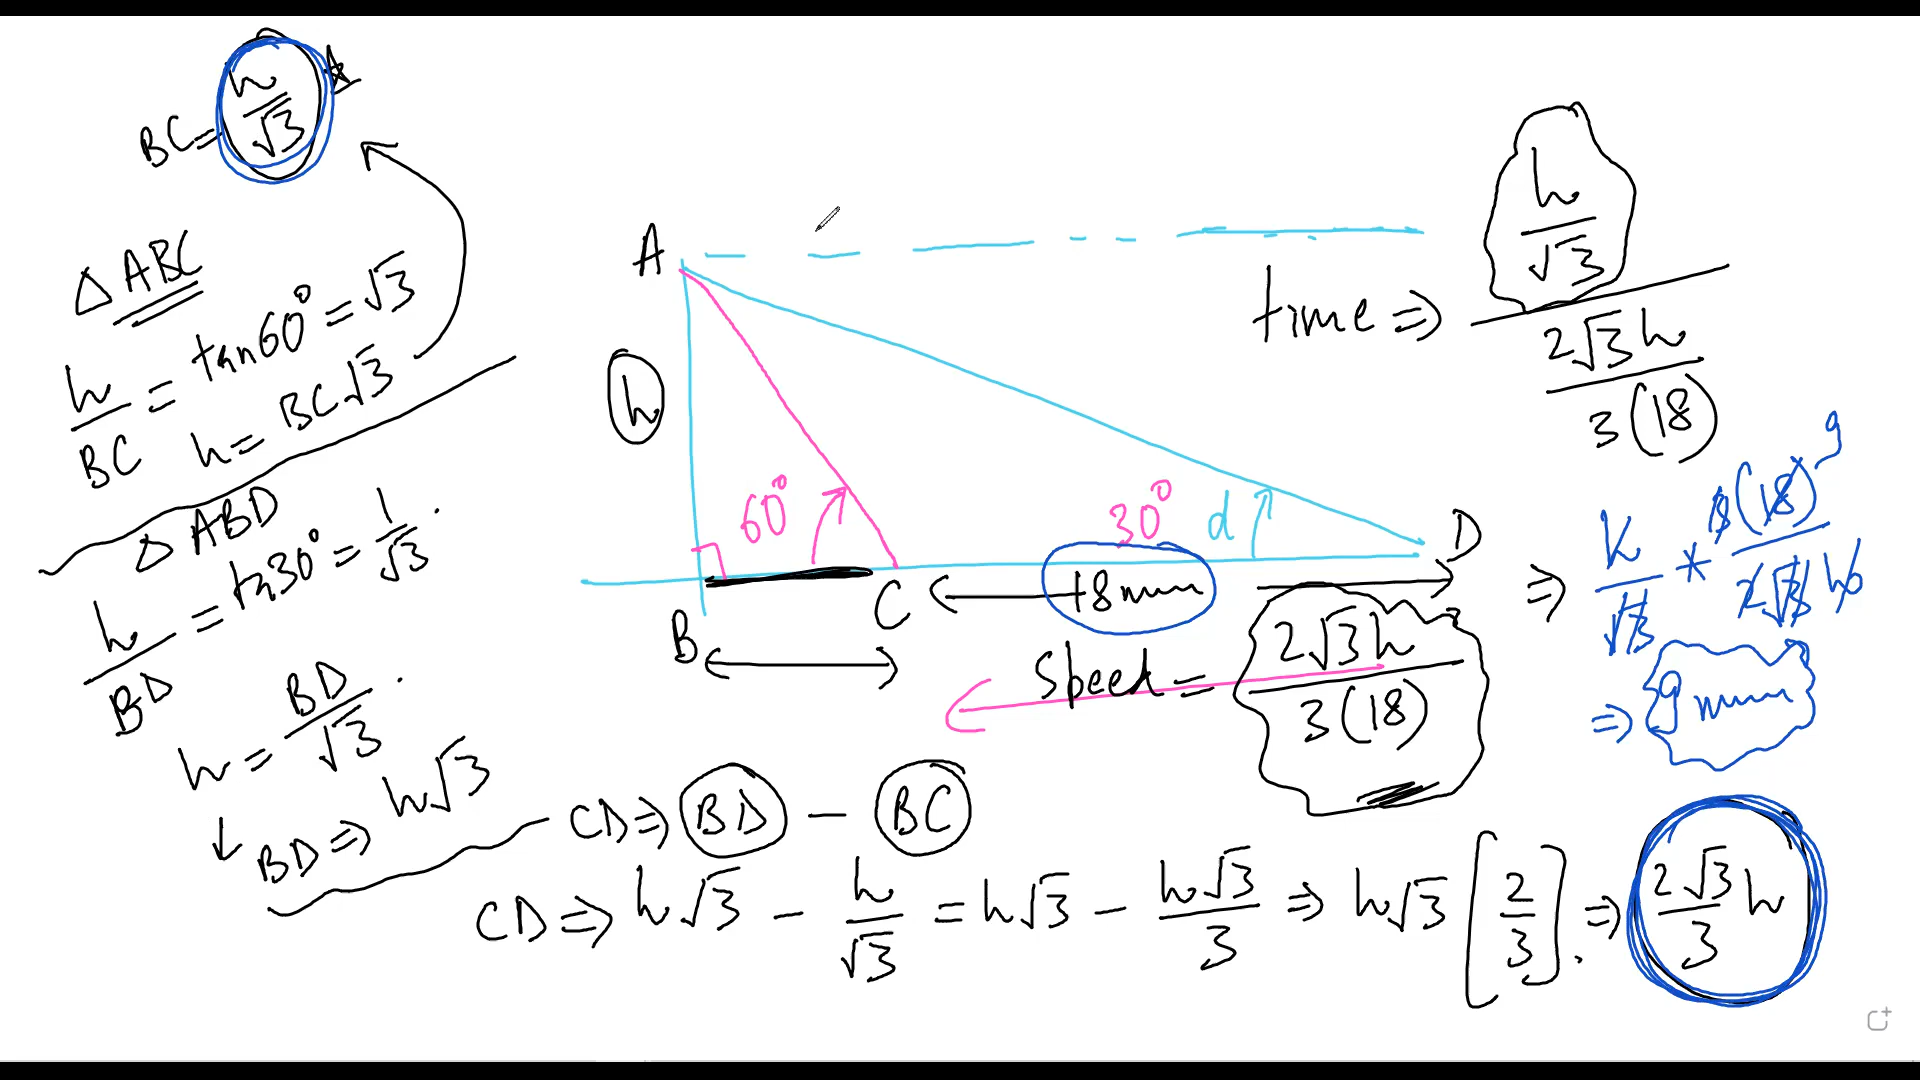 BC = h/√3 A
△ ABC
h/BC = tan60° = √3
h = BC√3
△ ABD
h/BD = tan30° = 1/√3 .
h = BD/√3 .
↓ BD ⇒ h√3
A
h
60°
30°
d
D
B
C
18 min
speed = 2√3h/3(18)
time ⇒ h/√3 / 2√3h/3(18)
⇒ h/√3 * 3(18)/2√3h 9
⇒ 9 min
CD ⇒ BD - BC
CD ⇒ h√3 - h/√3 = h√3 - h√3/3 ⇒ h√3 [2/3]. ⇒ 2√3/3 h